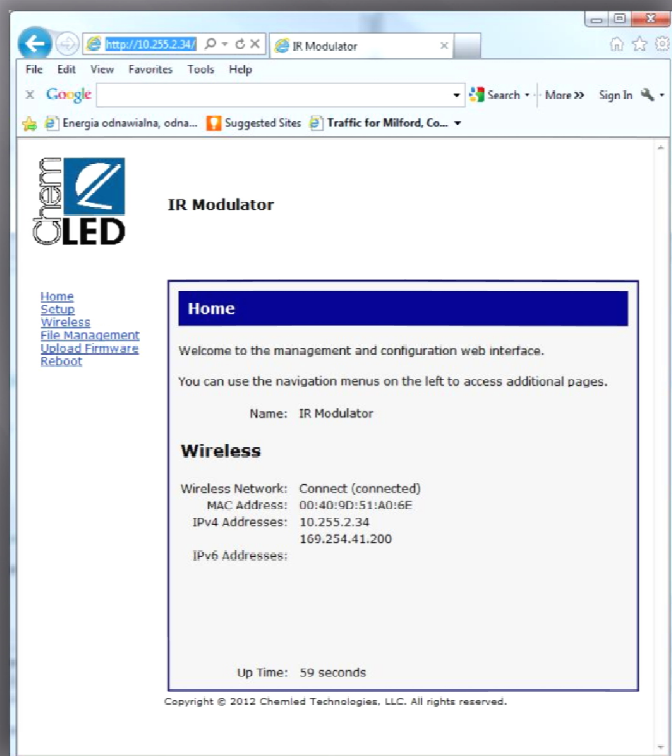 http://10.255.2.34/
IR Modulator
File Edit View Favorites Tools Help
x Google
Search
More >>
Sign In
Energia odnawialna, odna...
Suggested Sites
Traffic for Milford, Co...
Chem
LED
IR Modulator
Home
Setup
Wireless
File Management
Upload Firmware
Reboot
Home
Welcome to the management and configuration web interface.
You can use the navigation menus on the left to access additional pages.
Name: IR Modulator
Wireless
Wireless Network: Connect (connected)
MAC Address: 00:40:9D:51:A0:6E
IPv4 Addresses: 10.255.2.34
169.254.41.200
IPv6 Addresses:
Up Time: 59 seconds
Copyright © 2012 Chemled Technologies, LLC. All rights reserved.